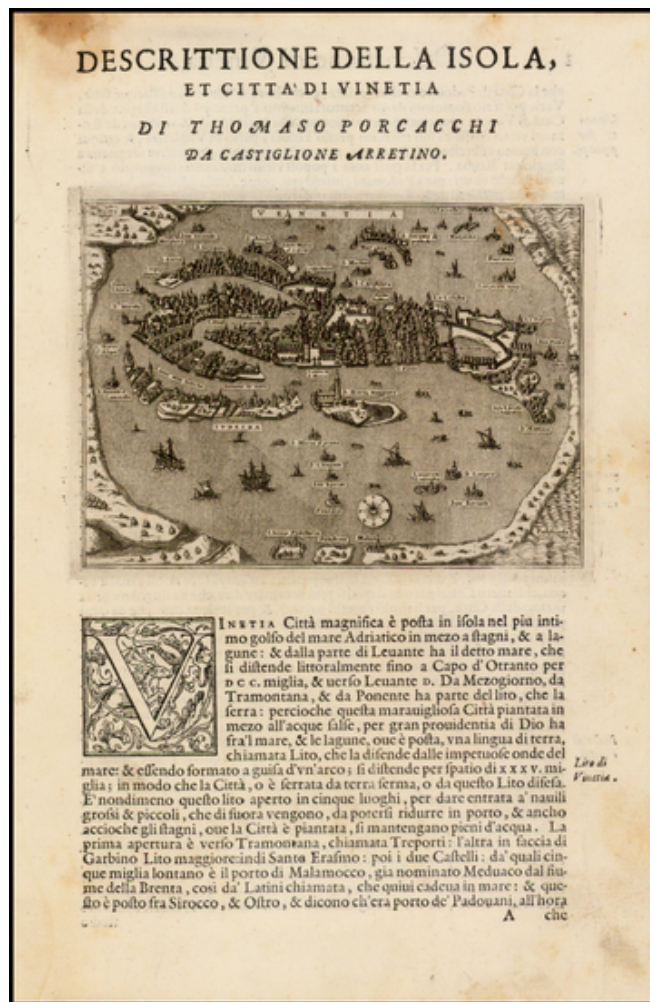 DESCRITTIONE DELLA ISOLA,
ET CITTA' DI VINETIA
DI THOMASO PORCACCHI
DA CASTIGLIONE ARRETINO.
VENETIA
VINETIA Città magnifica è posta in isola nel piu inti-
mo golfo del mare Adriatico in mezo a stagni, & a la-
gune: & dalla parte di Leuante ha il detto mare, che
si distende littoralmente fino a Capo d'Otranto per
DCC. miglia, & uerso Leuante D. Da Mezogiorno, da
Tramontana, & da Ponente ha parte del lito, che la
serra: percioche questa marauigliosa Città piantata in
mezo all'acque salse, per gran prouidentia di Dio ha
fra'l mare, & le lagune, oue è posta, vna lingua di terra,
chiamata Lito, che la difende dalle impetuose onde del
mare: & essendo formato a guisa d'vn'arco; si distende per spatio di XXXV. mi-
glia; in modo che la Città, o è serrata da terra ferma, o da questo Lito difesa.
E' nondimeno questo lito aperto in cinque luoghi, per dare entrata a' nauili
grossi & piccoli, che di fuora vengono, da potersi ridurre in porto, & ancho
accioche gli stagni, oue la Città è piantata, si mantengano pieni d'acqua. La
prima apertura è verso Tramontana, chiamata Treporti: l'altra in faccia di
Garbino Lito maggiore: indi Santo Erasmo: poi i due Castelli: da' quali cin-
que miglia lontano è il porto di Malamocco, gia nominato Meduaco dal fiu-
me della Brenta, cosi da' Latini chiamata, che quiui cadeua in mare: & que-
sto è posto fra Sirocco, & Ostro, & dicono ch'era porto de' Padouani, all'hora
A che
Lito di
Vinetia.